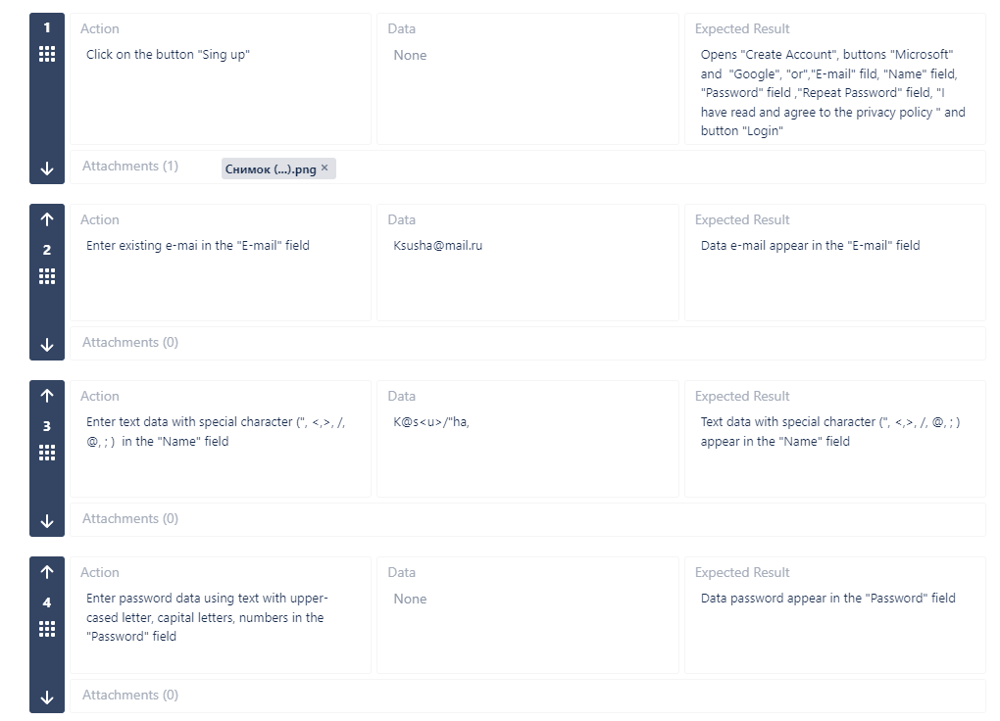 1
Action
Click on the button "Sing up"
Data
None
Expected Result
Opens "Create Account", buttons "Microsoft"
and  "Google", "or","E-mail" fild, "Name" field,
"Password" field ,"Repeat Password" field, "I
have read and agree to the privacy policy " and
button "Login"
Attachments (1)
Снимок (...).png ×
2
Action
Enter existing e-mai in the "E-mail" field
Data
Ksusha@mail.ru
Expected Result
Data e-mail appear in the "E-mail" field
Attachments (0)
3
Action
Enter text data with special character (", <,>, /,
@, ; )  in the "Name" field
Data
K@s<u>/"ha,
Expected Result
Text data with special character (", <,>, /, @, ; )
appear in the "Name" field
Attachments (0)
4
Action
Enter password data using text with upper-
cased letter, capital letters, numbers in the
"Password" field
Data
None
Expected Result
Data password appear in the "Password" field
Attachments (0)